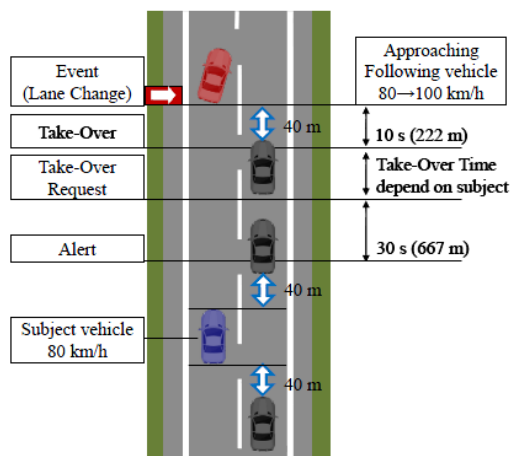 Event
(Lane Change)
Approaching
Following vehicle
80→100 km/h
40 m
Take-Over
10 s (222 m)
Take-Over
Request
Take-Over Time
depend on subject
Alert
30 s (667 m)
40 m
Subject vehicle
80 km/h
40 m